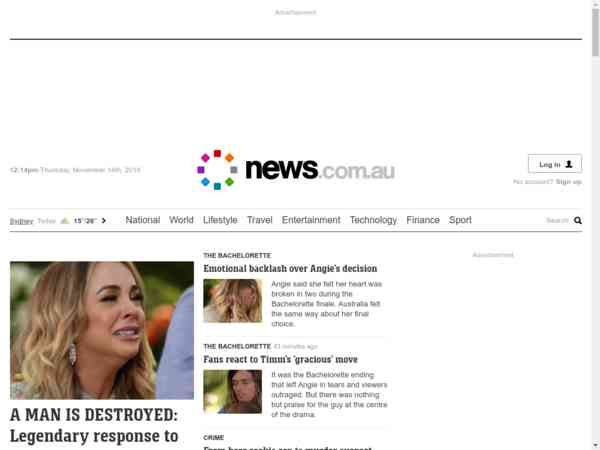 Advertisement
12:14pm Thursday, November 14th, 2019
news.com.au
Log in
No account? Sign up
Sydney Today 15°/26° National World Lifestyle Travel Entertainment Technology Finance Sport Search
Advertisement
THE BACHELORETTE
Emotional backlash over Angie's decision
Angie said she felt her heart was
broken in two during the
Bachelorette finale. Australia felt
the same way about her final
choice.
THE BACHELORETTE 43 minutes ago
Fans react to Timm's 'gracious' move
It was the Bachelorette ending
that left Angie in tears and viewers
outraged. But there was nothing
but praise for the guy at the centre
of the drama.
A MAN IS DESTROYED:
Legendary response to
CRIME